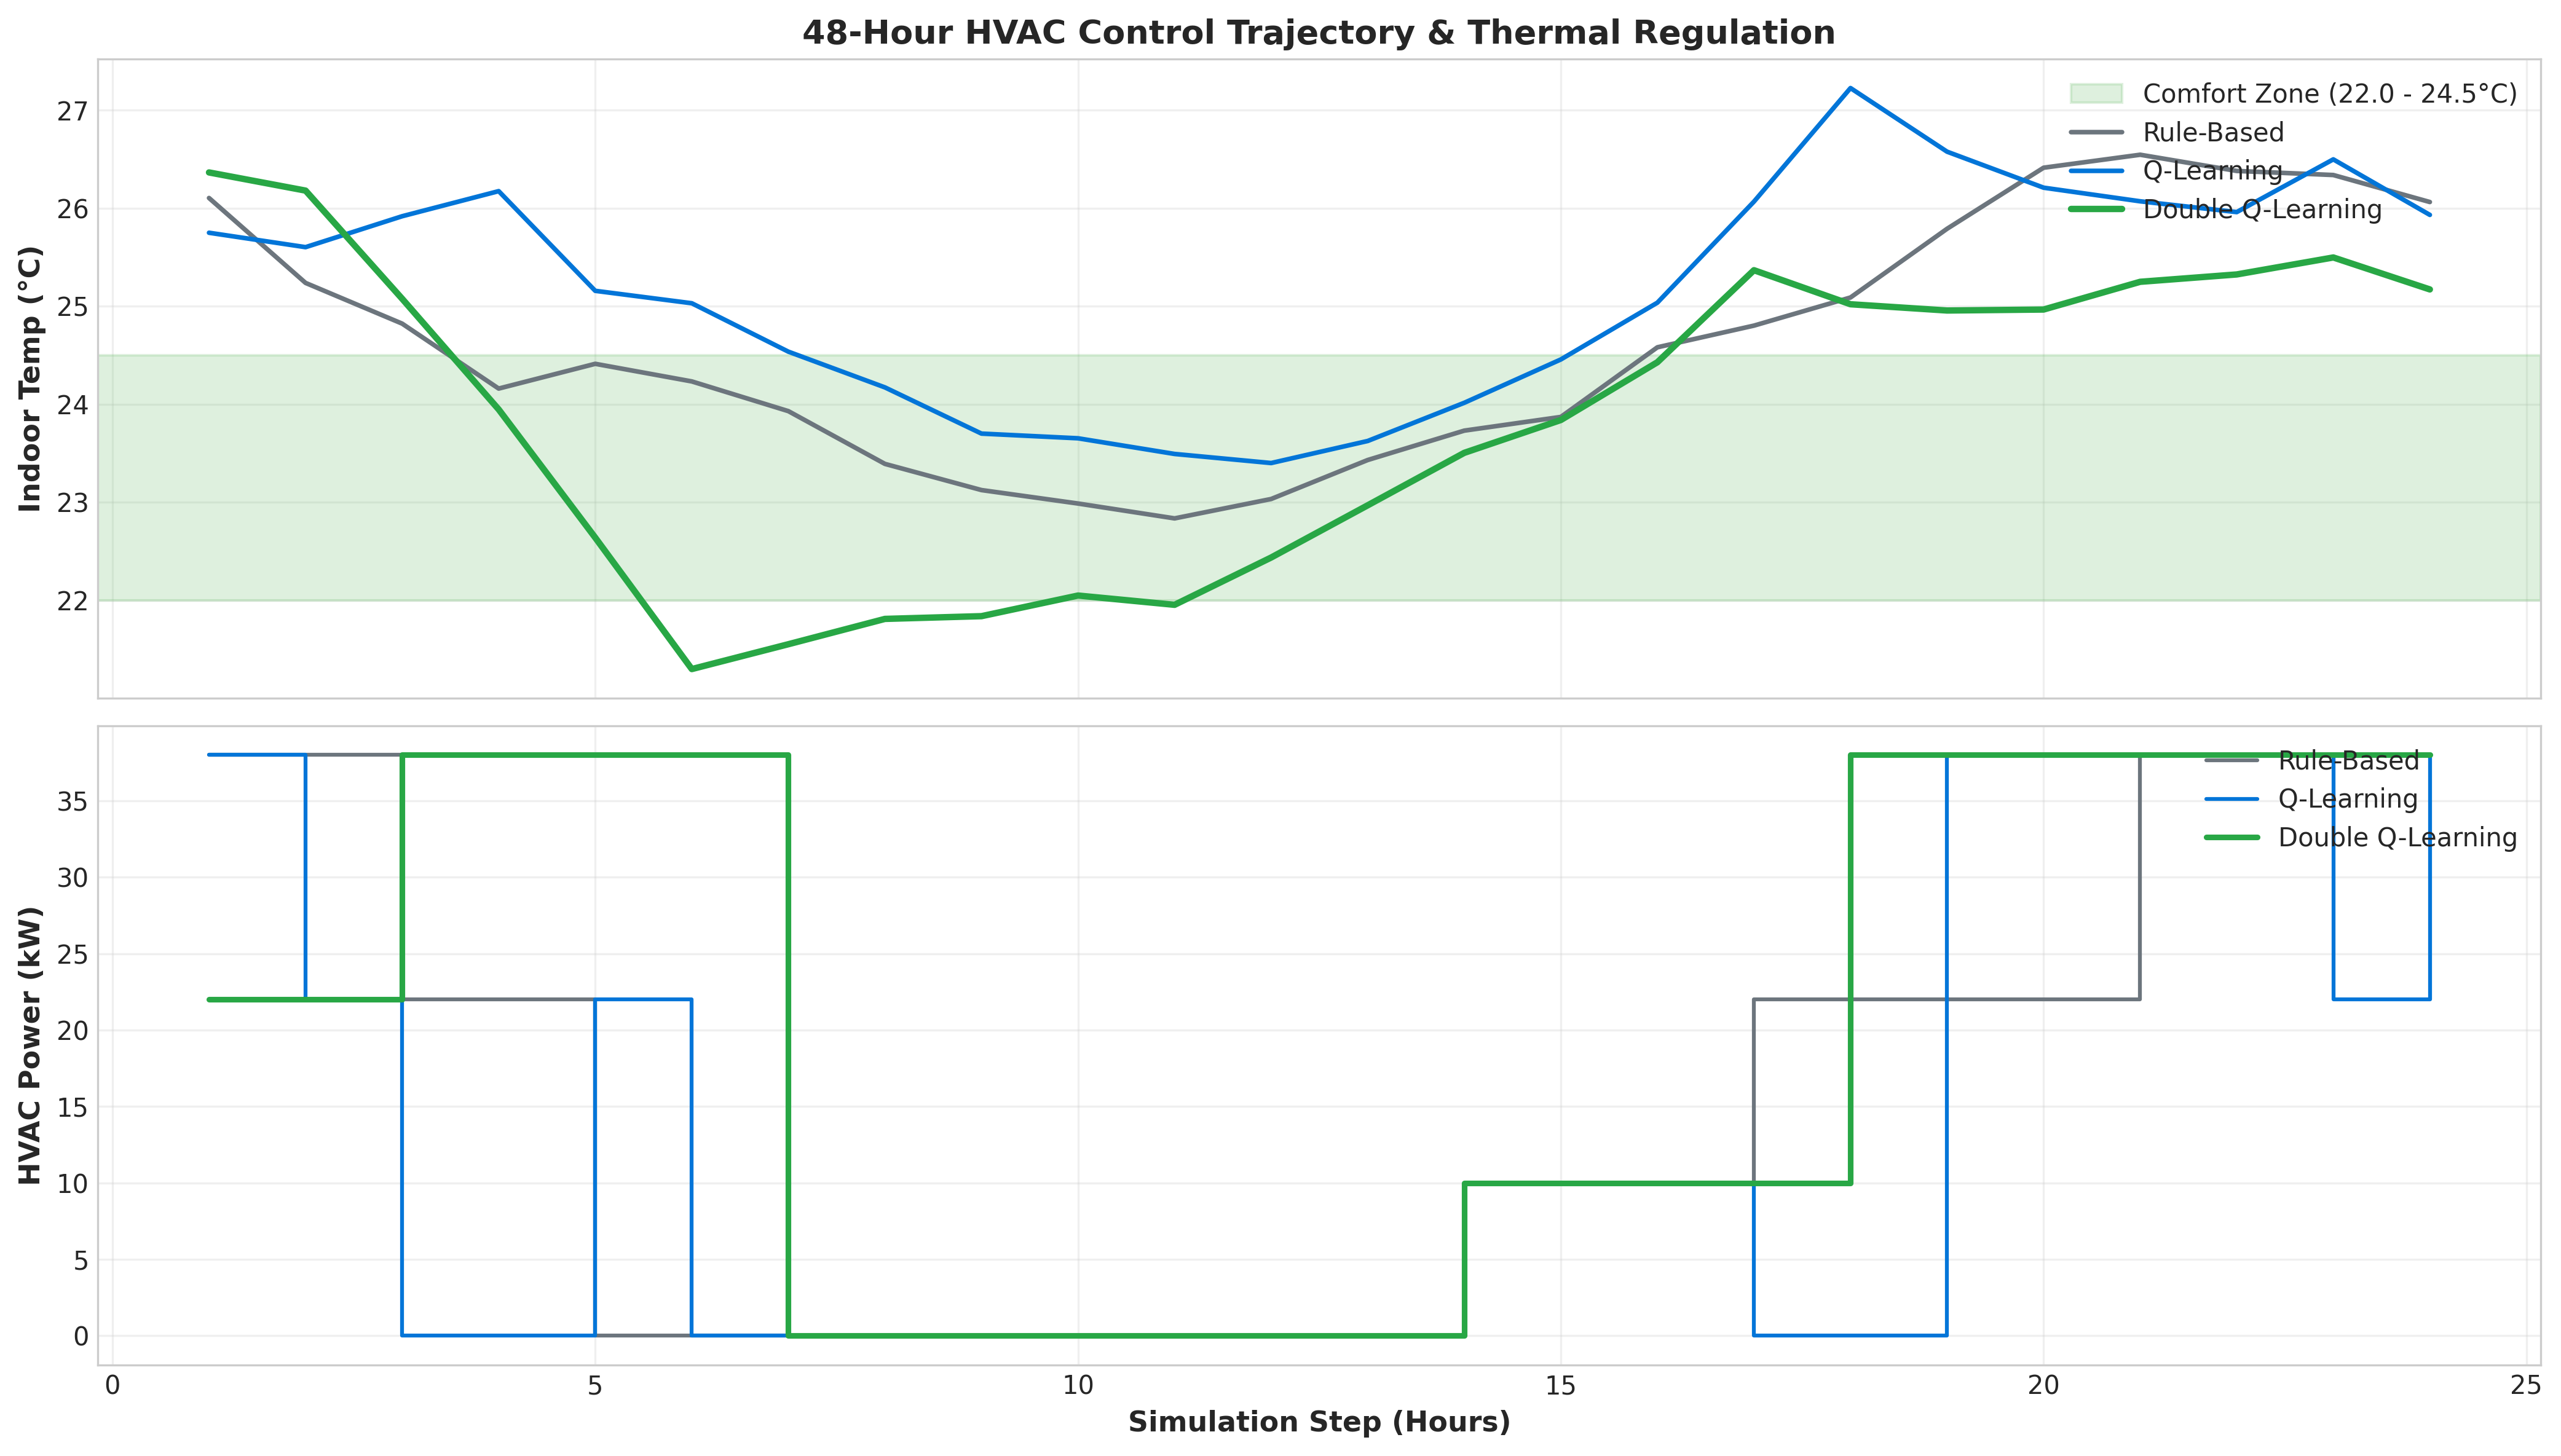 48-Hour HVAC Control Trajectory & Thermal Regulation
Indoor Temp (°C)
27
26
25
24
23
22
Comfort Zone (22.0 - 24.5°C)
Rule-Based
Q-Learning
Double Q-Learning
HVAC Power (kW)
35
30
25
20
15
10
5
0
Rule-Based
Q-Learning
Double Q-Learning
0 5 10 15 20 25
Simulation Step (Hours)